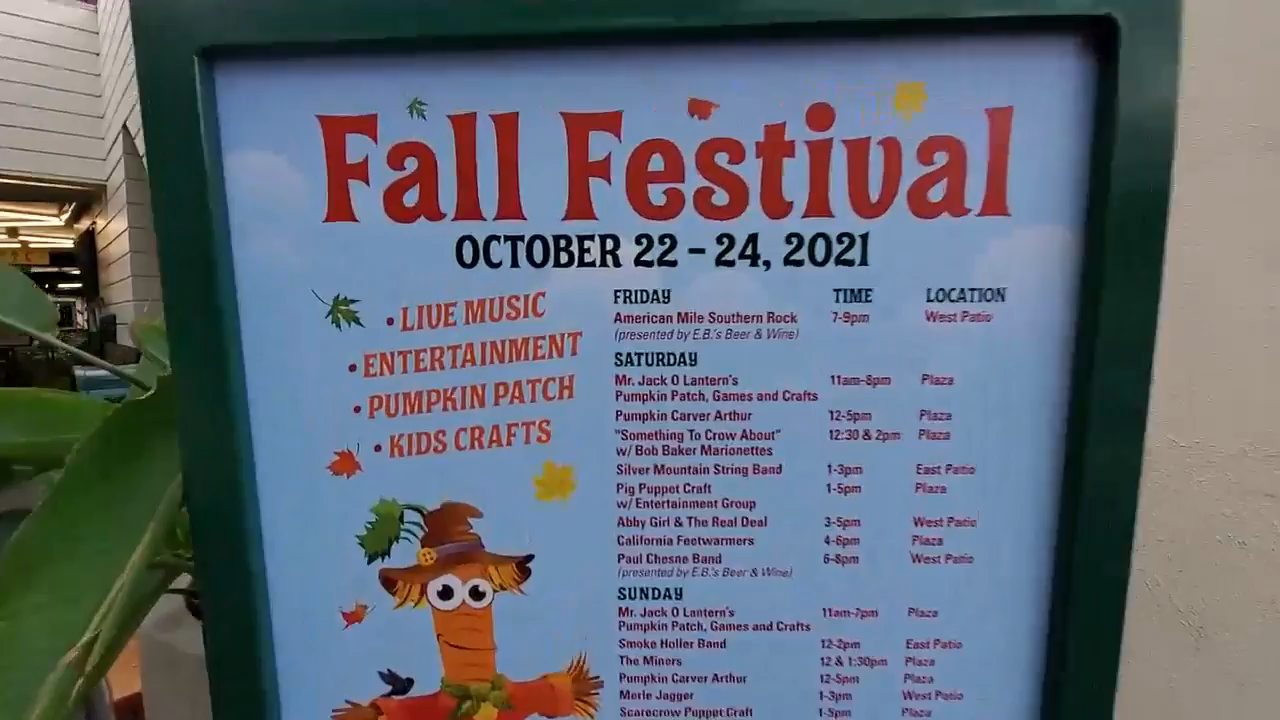 Fall Festival
OCTOBER 22 – 24, 2021
• LIVE MUSIC
• ENTERTAINMENT
• PUMPKIN PATCH
• KIDS CRAFTS
FRIDAY TIME LOCATION
American Mile Southern Rock 7-9pm West Patio
(presented by E.B.'s Beer & Wine)
SATURDAY
Mr. Jack O Lantern's 11am-8pm Plaza
Pumpkin Patch, Games and Crafts
Pumpkin Carver Arthur 12-5pm Plaza
"Something To Crow About" 12:30 & 2pm Plaza
w/ Bob Baker Marionettes
Silver Mountain String Band 1-3pm East Patio
Pig Puppet Craft 1-5pm Plaza
w/ Entertainment Group
Abby Girl & The Real Deal 3-5pm West Patio
California Feetwarmers 4-6pm Plaza
Paul Chesne Band 6-8pm West Patio
(presented by E.B.'s Beer & Wine)
SUNDAY
Mr. Jack O Lantern's 11am-7pm Plaza
Pumpkin Patch, Games and Crafts
Smoke Holler Band 12-2pm East Patio
The Miners 12 & 1:30pm Plaza
Pumpkin Carver Arthur 12-5pm Plaza
Merle Jagger 1-3pm West Patio
Scarecrow Puppet Craft 1-5pm Plaza